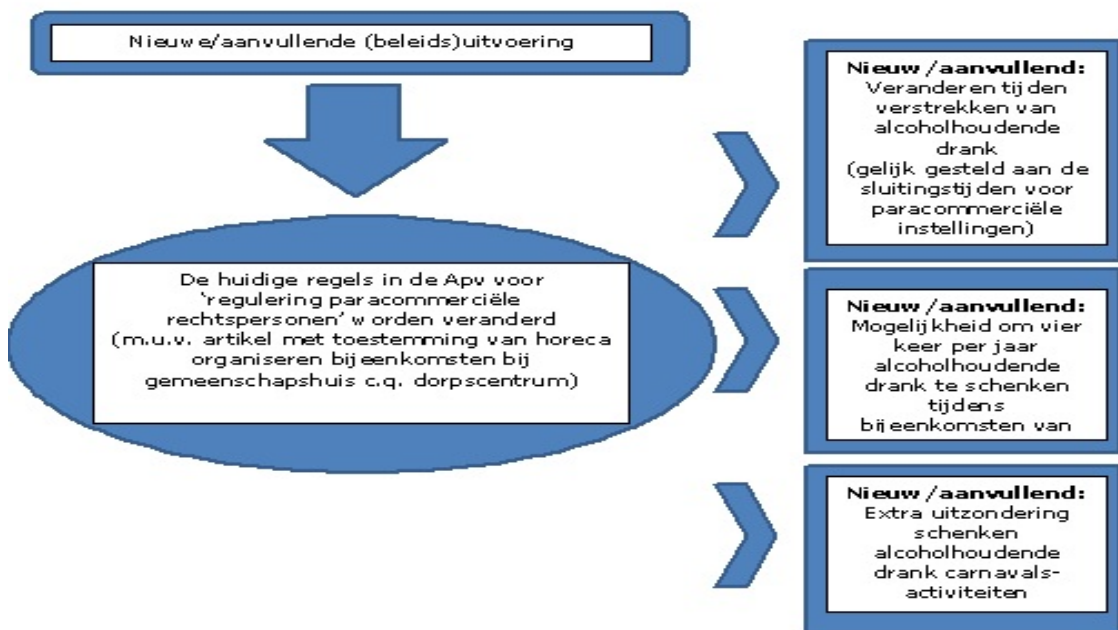 Nieuwe/aanvullende (beleids)uitvoering
De huidige regels in de Apv voor
‘regulering paracommerciële
rechtspersonen’ worden veranderd
(m.u.v. artikel met toestemming van horeca
organiseren bijeenkomsten bij
gemeenschapshuis c.q. dorpscentrum)
Nieuw/aanvullend:
Veranderen tijden
verstrekken van
alcoholhoudende
drank
(gelijk gesteld aan de
sluitingstijden voor
paracommerciële
instellingen)
Nieuw/aanvullend:
Mogelijkheid om vier
keer per jaar
alcoholhoudende
drank te schenken
tijdens
bijeenkomsten van
Nieuw/aanvullend:
Extra uitzondering
schenken
alcoholhoudende
drank carnavals-
activiteiten